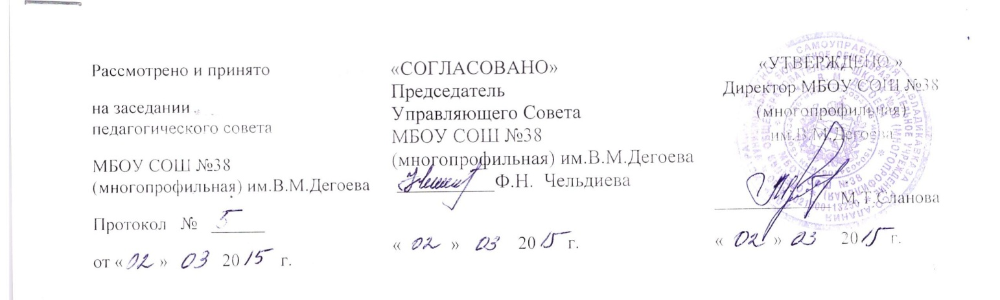 Рассмотрено и принято
на заседании
педагогического совета
МБОУ СОШ №38
(многопрофильная) им.В.М.Дегоева
Протокол № 5
от «02» 03 2015 г.
«СОГЛАСОВАНО»
Председатель
Управляющего Совета
МБОУ СОШ №38
(многопрофильная) им.В.М.Дегоева
Ф.Н. Чельдиева
« 02 » 03 2015 г.
«УТВЕРЖДЕНО»
Директор МБОУ СОШ №38
(многопрофильная)
им.В.М.Дегоева
М.Т.Сланова
« 02 » 03 2015 г.